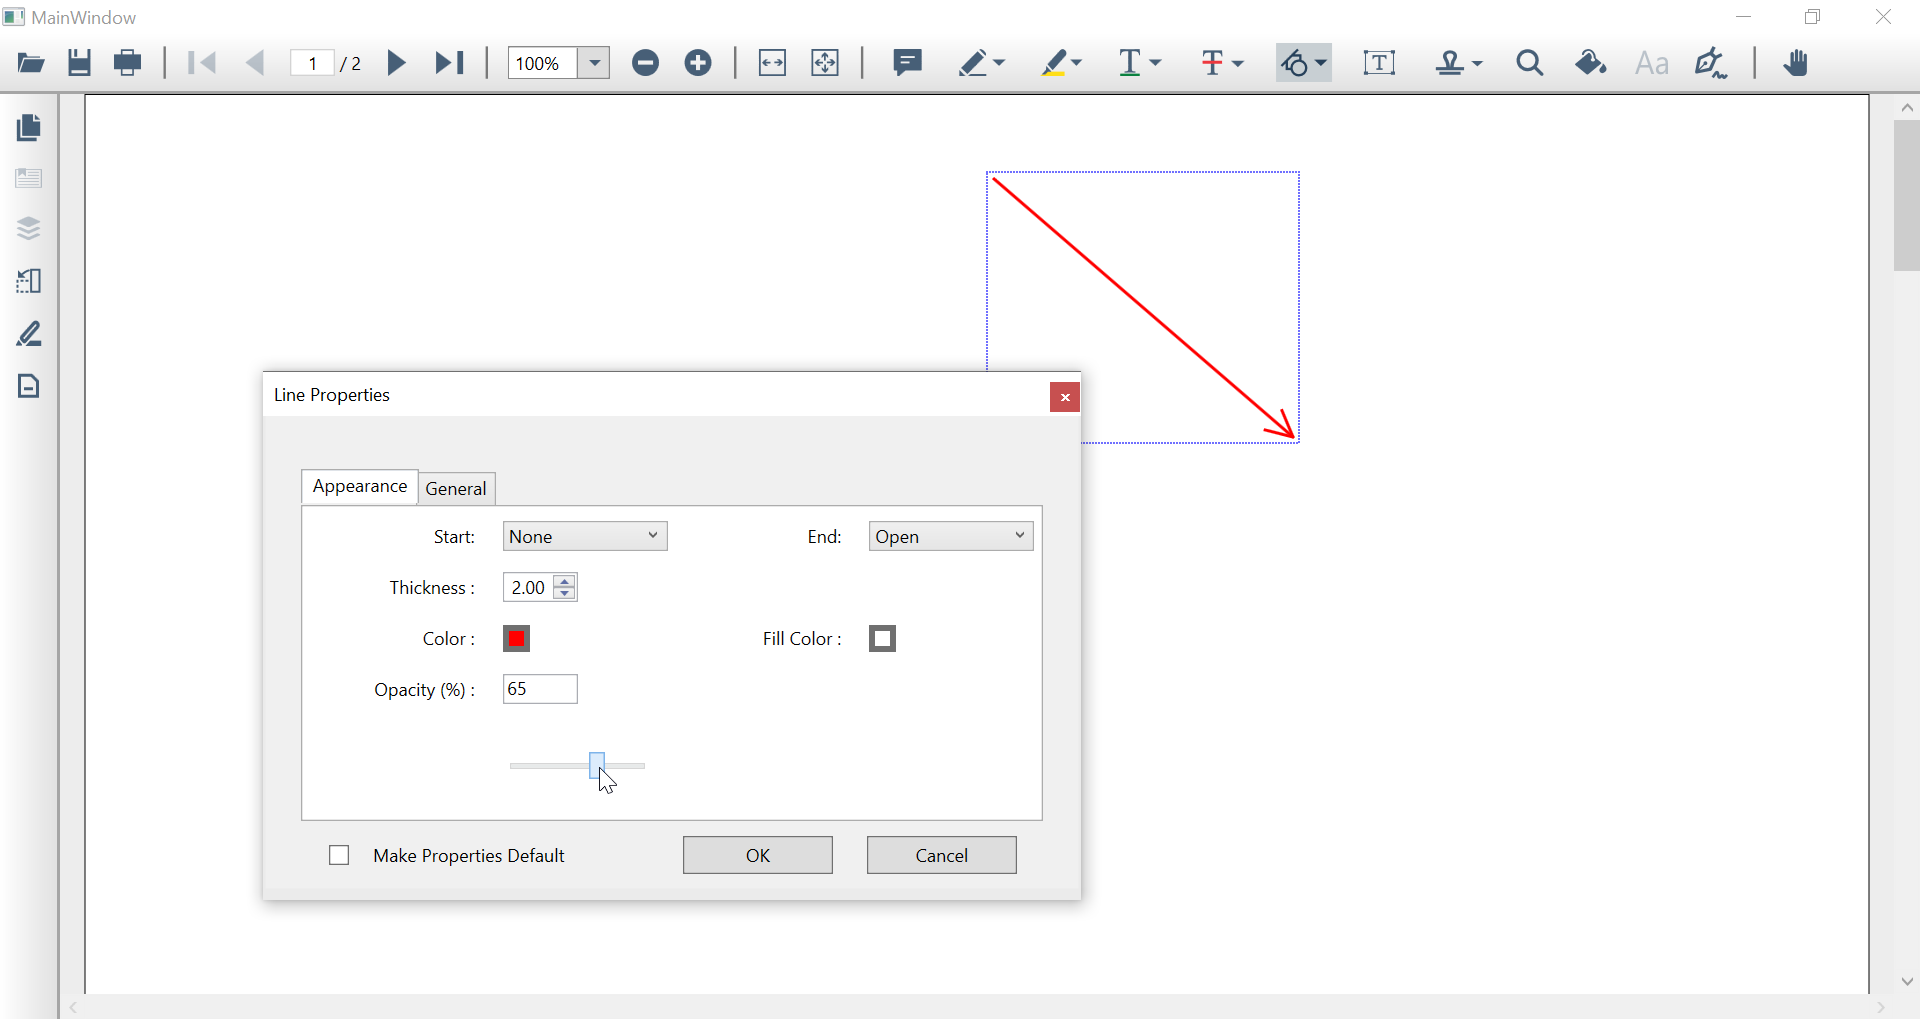 MainWindow
1 / 2 100% T T T Aa
Line Properties
Appearance General
Start: None End: Open
Thickness : 2.00
Color : Fill Color :
Opacity (%) : 65
Make Properties Default OK Cancel